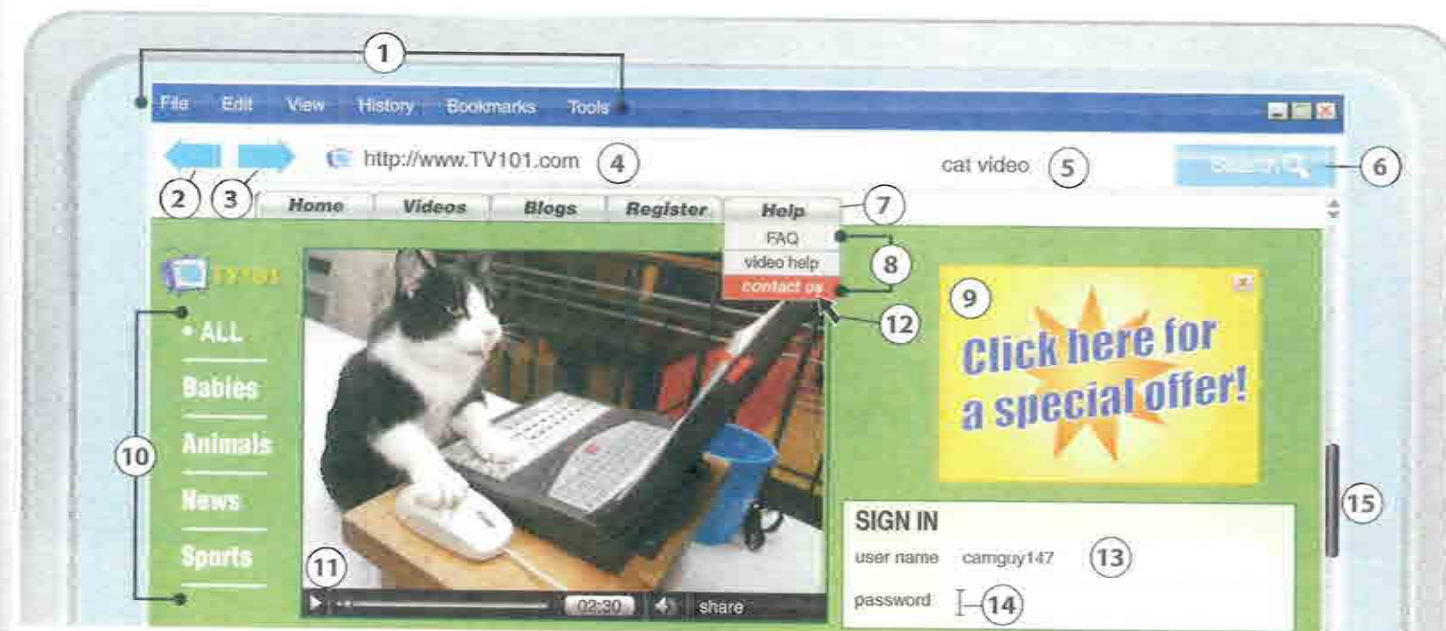 1
File Edit View History Bookmarks Tools
2 3 http://www.TV101.com 4 cat video 5 Search 6
Home Videos Blogs Register Help 7
FAQ
video help 8
contact us
12
TV101
9
Click here for
a special offer!
10
• ALL
Babies
Animals
News
Sports
11
02:30 share
SIGN IN
user name camguy147 13
password 14
15